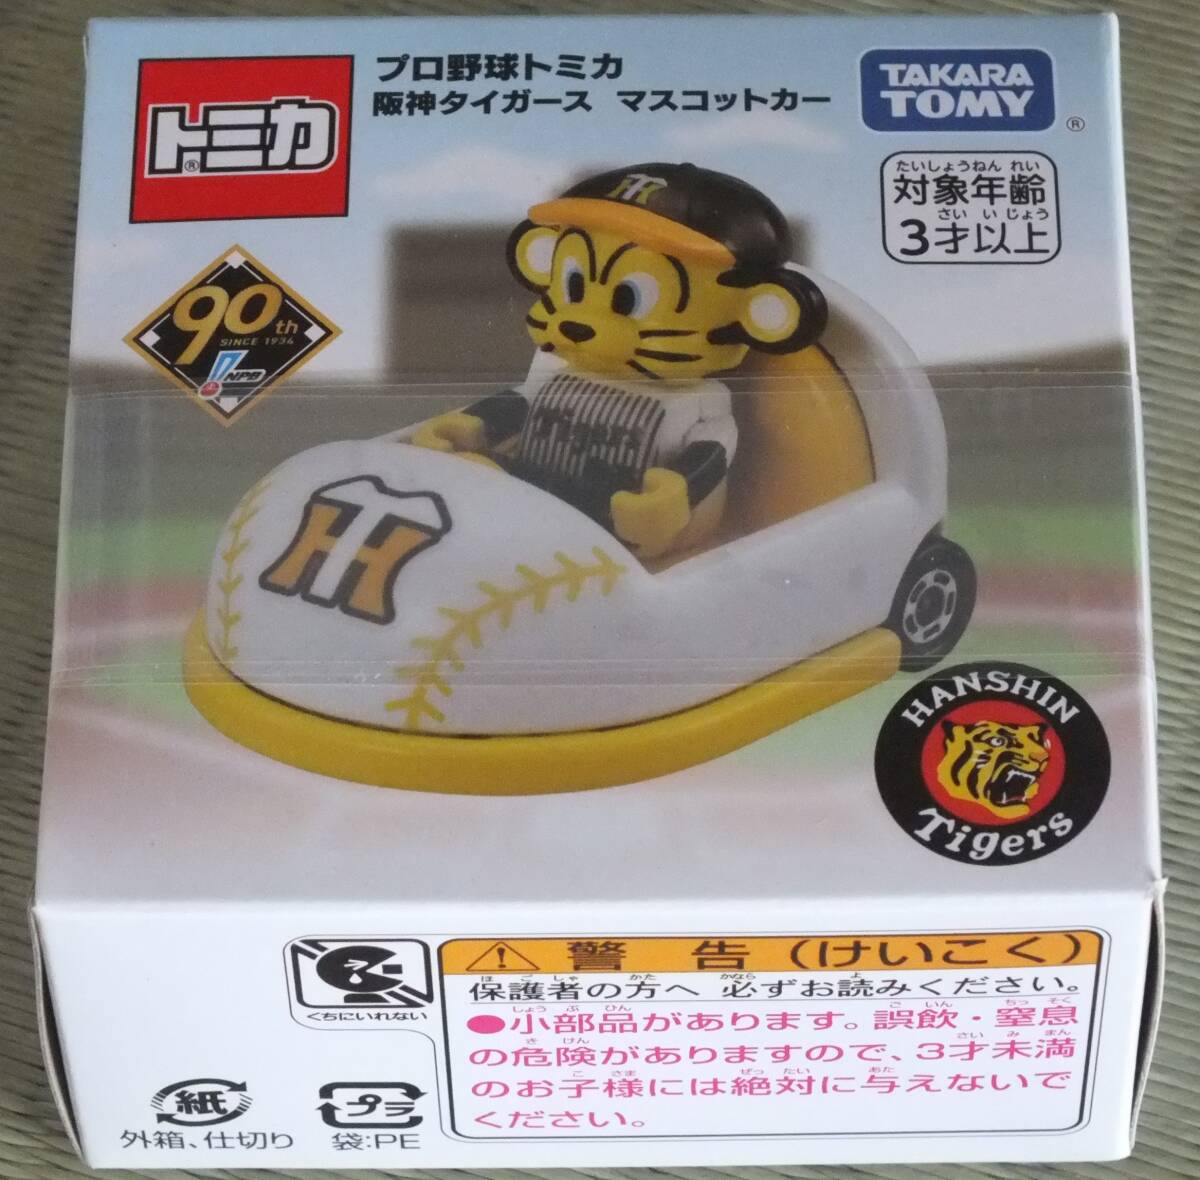 プロ野球トミカ
阪神タイガース マスコットカー
トミカ
®
TAKARA
TOMY
®
たいしょうねん れい
対象年齢
さい い じょう
3才以上
90th
SINCE 1934
NPB
HT
HT
Tigers
HANSHIN
Tigers
くちにいれない
警告(けいこく)
ほ ご しゃ かた かなら よ
保護者の方へ 必ずお読みください。
しょう ぶ ひん ご いん ちっ そく
●小部品があります。誤飲・窒息
き けん さい み まん
の危険がありますので、3才未満
こ さま ぜっ たい あた
のお子様には絶対に与えないで
ください。
紙
外箱、仕切り
プラ
袋:PE